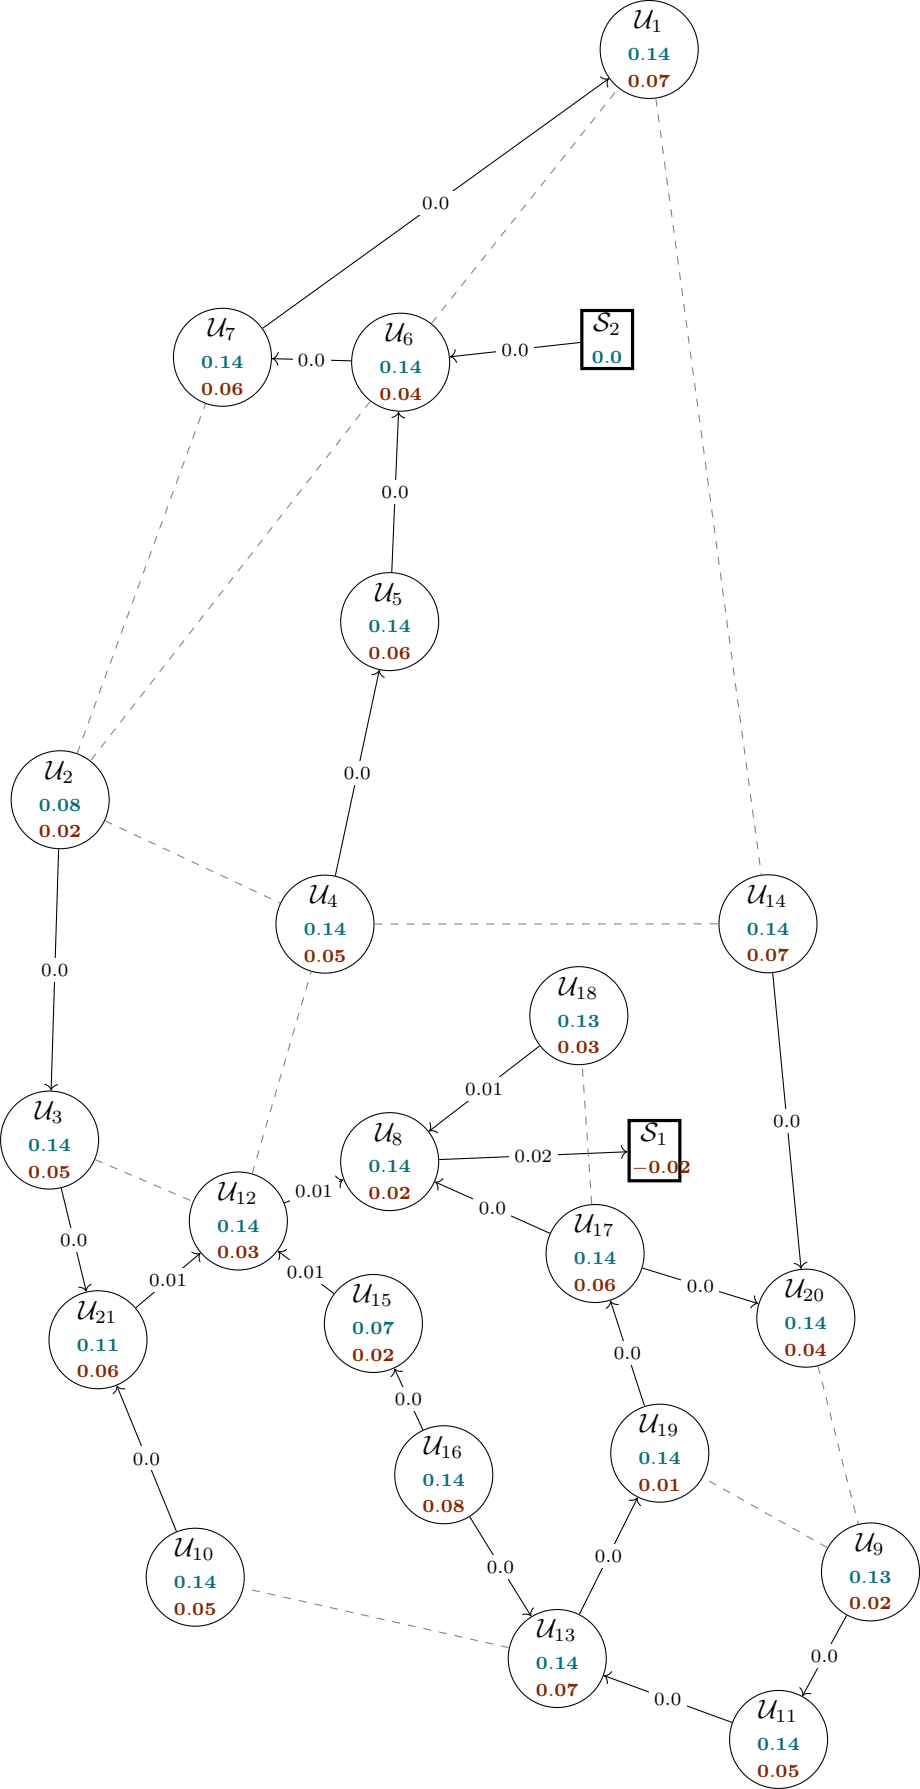 𝒰₁
0.14
0.07
0.0
𝒰₇
0.14
0.06
0.0
𝒰₆
0.14
0.04
0.0
𝒮₂
0.0
0.0
𝒰₅
0.14
0.06
0.0
𝒰₂
0.08
0.02
𝒰₄
0.14
0.05
𝒰₁₄
0.14
0.07
0.0
𝒰₁₈
0.13
0.03
0.01
𝒰₃
0.14
0.05
𝒰₈
0.14
0.02
0.02
𝒮₁
−0.02
0.0
𝒰₁₂
0.14
0.03
0.01
0.0
𝒰₁₇
0.14
0.06
0.0
0.0
0.01
0.01
𝒰₂₁
0.11
0.06
𝒰₁₅
0.07
0.02
𝒰₂₀
0.14
0.04
0.0
0.0
0.0
𝒰₁₆
0.14
0.08
𝒰₁₉
0.14
0.01
0.0
0.0
𝒰₁₀
0.14
0.05
𝒰₉
0.13
0.02
𝒰₁₃
0.14
0.07
0.0
0.0
𝒰₁₁
0.14
0.05